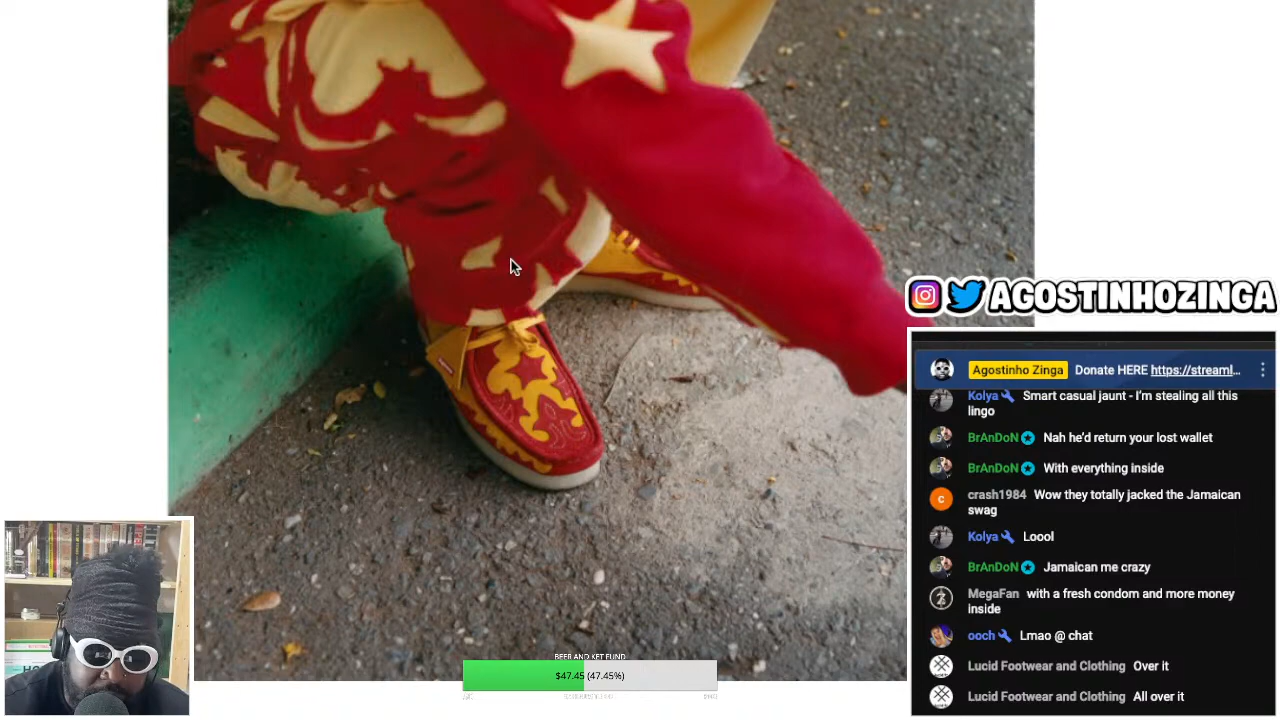 AGOSTINHOZINGA
Agostinho Zinga Donate HERE https://streaml...
Kolya Smart casual jaunt - I'm stealing all this
lingo
BrAnDoN Nah he'd return your lost wallet
BrAnDoN With everything inside
crash1984 Wow they totally jacked the Jamaican
swag
Kolya Loool
BrAnDoN Jamaican me crazy
MegaFan with a fresh condom and more money
inside
ooch Lmao @ chat
Lucid Footwear and Clothing Over it
Lucid Footwear and Clothing All over it
BEER AND KET FUND
$47.45 (47.45%)